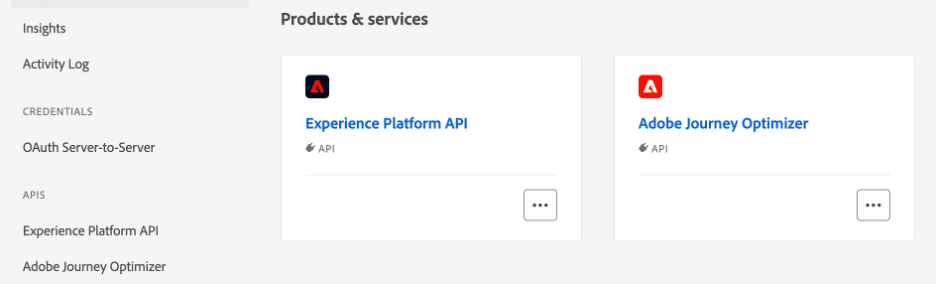 Insights
Activity Log
CREDENTIALS
OAuth Server-to-Server
APIS
Experience Platform API
Adobe Journey Optimizer
Products & services
Experience Platform API
API
Adobe Journey Optimizer
API